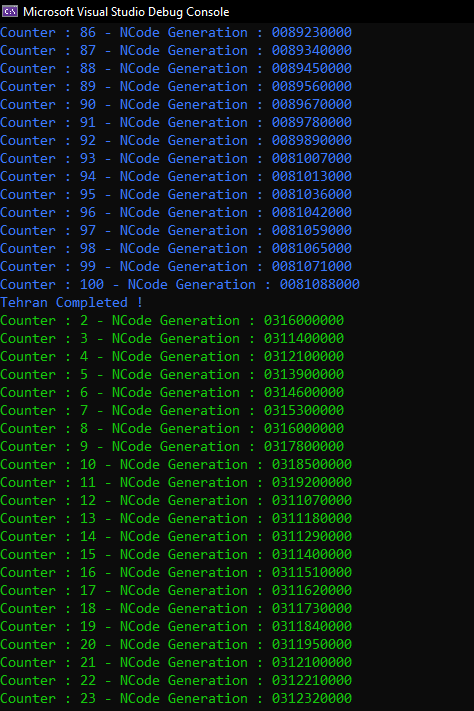 Microsoft Visual Studio Debug Console
Counter : 86 - NCode Generation : 0089230000
Counter : 87 - NCode Generation : 0089340000
Counter : 88 - NCode Generation : 0089450000
Counter : 89 - NCode Generation : 0089560000
Counter : 90 - NCode Generation : 0089670000
Counter : 91 - NCode Generation : 0089780000
Counter : 92 - NCode Generation : 0089890000
Counter : 93 - NCode Generation : 0081007000
Counter : 94 - NCode Generation : 0081013000
Counter : 95 - NCode Generation : 0081036000
Counter : 96 - NCode Generation : 0081042000
Counter : 97 - NCode Generation : 0081059000
Counter : 98 - NCode Generation : 0081065000
Counter : 99 - NCode Generation : 0081071000
Counter : 100 - NCode Generation : 0081088000
Tehran Completed !
Counter : 2 - NCode Generation : 0316000000
Counter : 3 - NCode Generation : 0311400000
Counter : 4 - NCode Generation : 0312100000
Counter : 5 - NCode Generation : 0313900000
Counter : 6 - NCode Generation : 0314600000
Counter : 7 - NCode Generation : 0315300000
Counter : 8 - NCode Generation : 0316000000
Counter : 9 - NCode Generation : 0317800000
Counter : 10 - NCode Generation : 0318500000
Counter : 11 - NCode Generation : 0319200000
Counter : 12 - NCode Generation : 0311070000
Counter : 13 - NCode Generation : 0311180000
Counter : 14 - NCode Generation : 0311290000
Counter : 15 - NCode Generation : 0311400000
Counter : 16 - NCode Generation : 0311510000
Counter : 17 - NCode Generation : 0311620000
Counter : 18 - NCode Generation : 0311730000
Counter : 19 - NCode Generation : 0311840000
Counter : 20 - NCode Generation : 0311950000
Counter : 21 - NCode Generation : 0312100000
Counter : 22 - NCode Generation : 0312210000
Counter : 23 - NCode Generation : 0312320000